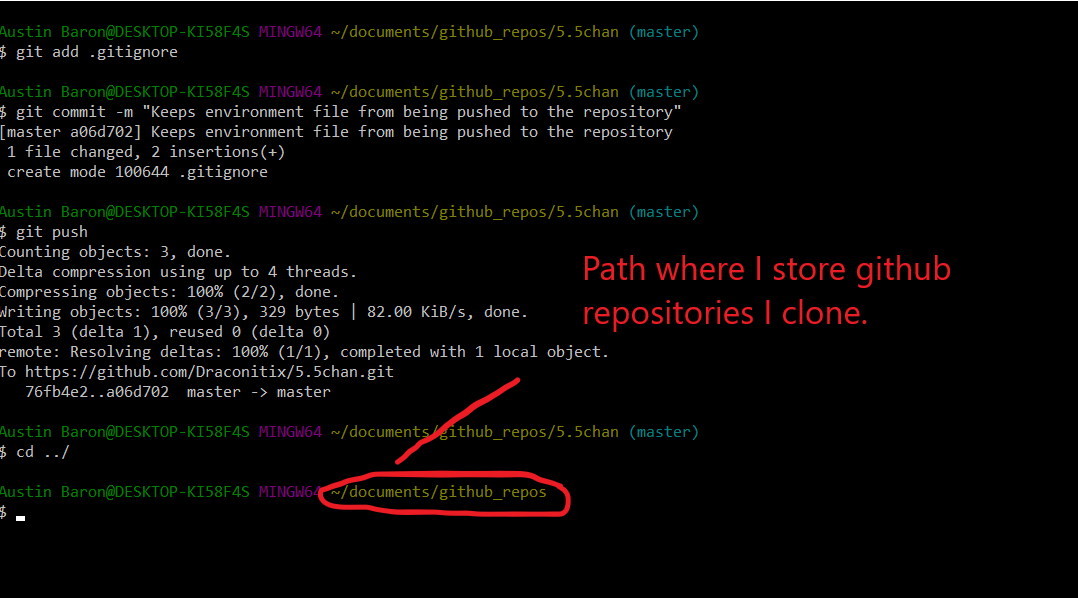 Austin Baron@DESKTOP-KI58F4S MINGW64 ~/documents/github_repos/5.5chan (master)
$ git add .gitignore
Austin Baron@DESKTOP-KI58F4S MINGW64 ~/documents/github_repos/5.5chan (master)
$ git commit -m "Keeps environment file from being pushed to the repository"
[master a06d702] Keeps environment file from being pushed to the repository
1 file changed, 2 insertions(+)
create mode 100644 .gitignore
Austin Baron@DESKTOP-KI58F4S MINGW64 ~/documents/github_repos/5.5chan (master)
$ git push
Counting objects: 3, done.
Delta compression using up to 4 threads.
Compressing objects: 100% (2/2), done.
Writing objects: 100% (3/3), 329 bytes | 82.00 KiB/s, done.
Total 3 (delta 1), reused 0 (delta 0)
remote: Resolving deltas: 100% (1/1), completed with 1 local object.
To https://github.com/Draconitix/5.5chan.git
76fb4e2..a06d702  master -> master
Path where I store github
repositories I clone.
Austin Baron@DESKTOP-KI58F4S MINGW64 ~/documents/github_repos/5.5chan (master)
$ cd ../
Austin Baron@DESKTOP-KI58F4S MINGW64 ~/documents/github_repos
$